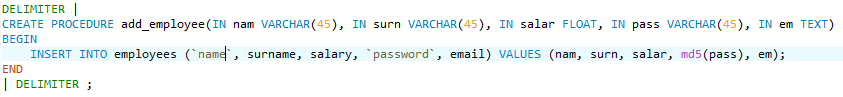 DELIMITER |
CREATE PROCEDURE add_employee(IN nam VARCHAR(45), IN surn VARCHAR(45), IN salar FLOAT, IN pass VARCHAR(45), IN em TEXT)
BEGIN
    INSERT INTO employees (`name`, surname, salary, `password`, email) VALUES (nam, surn, salar, md5(pass), em);
END
| DELIMITER ;